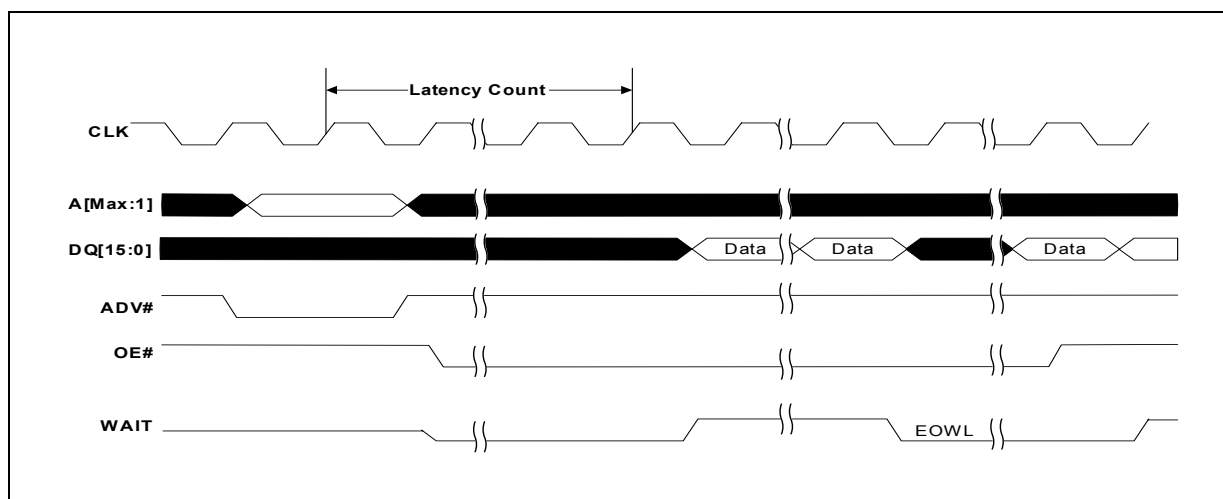 Latency Count
CLK
A[Max:1]
DQ[15:0]
Data Data Data
ADV#
OE#
WAIT
EOWL